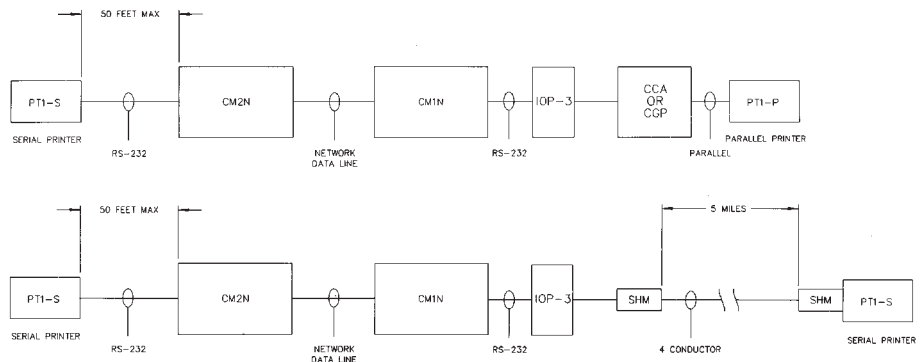 50 FEET MAX
PT1-S
SERIAL PRINTER
RS-232
CM2N
NETWORK
DATA LINE
CM1N
RS-232
IOP-3
CCA
OR
CGP
PARALLEL
PT1-P
PARALLEL PRINTER
50 FEET MAX
5 MILES
PT1-S
SERIAL PRINTER
RS-232
CM2N
NETWORK
DATA LINE
CM1N
RS-232
IOP-3
SHM
4 CONDUCTOR
SHM
PT1-S
SERIAL PRINTER